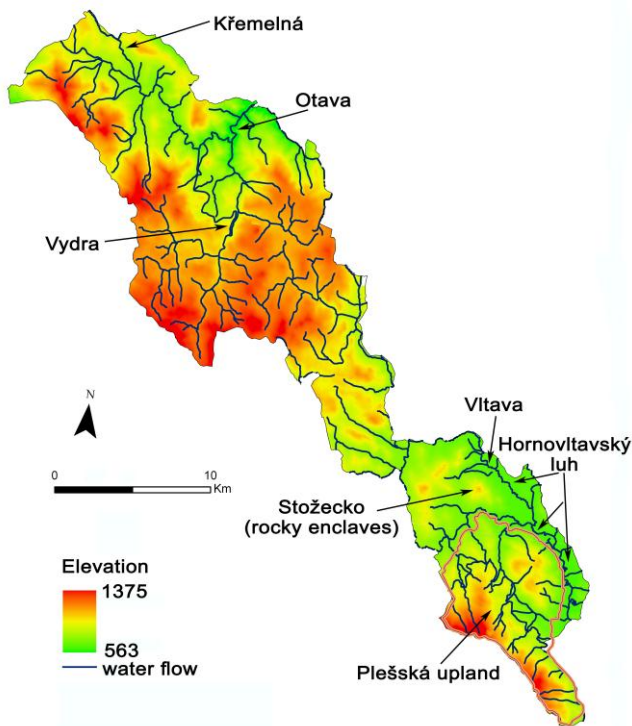 Křemelná
Otava
Vydra
N
Vltava
Hornovltavský
luh
0 10
Km
Stožecko
(rocky enclaves)
Elevation
1375
563
water flow
Plešská upland